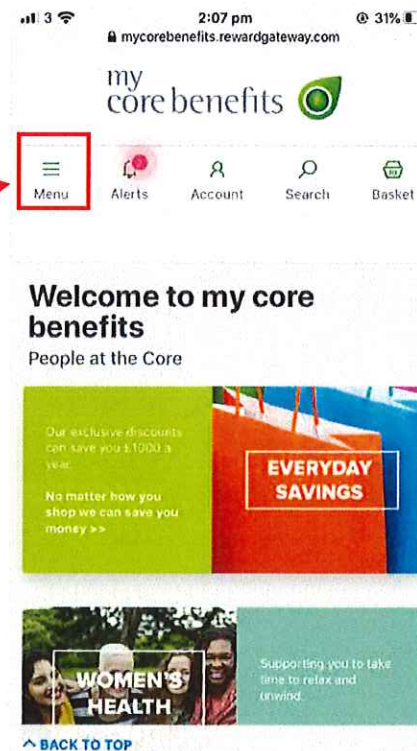 3 2:07 pm 31%
mycorebenefits.rewardgateway.com
my
core benefits
Menu Alerts Account Search Basket
Welcome to my core
benefits
People at the Core
Our exclusive discounts
can save you £1000 a
year.
No matter how you
shop we can save you
money >>
EVERYDAY
SAVINGS
WOMEN'S
HEALTH
Supporting you to take
time to relax and
unwind.
BACK TO TOP